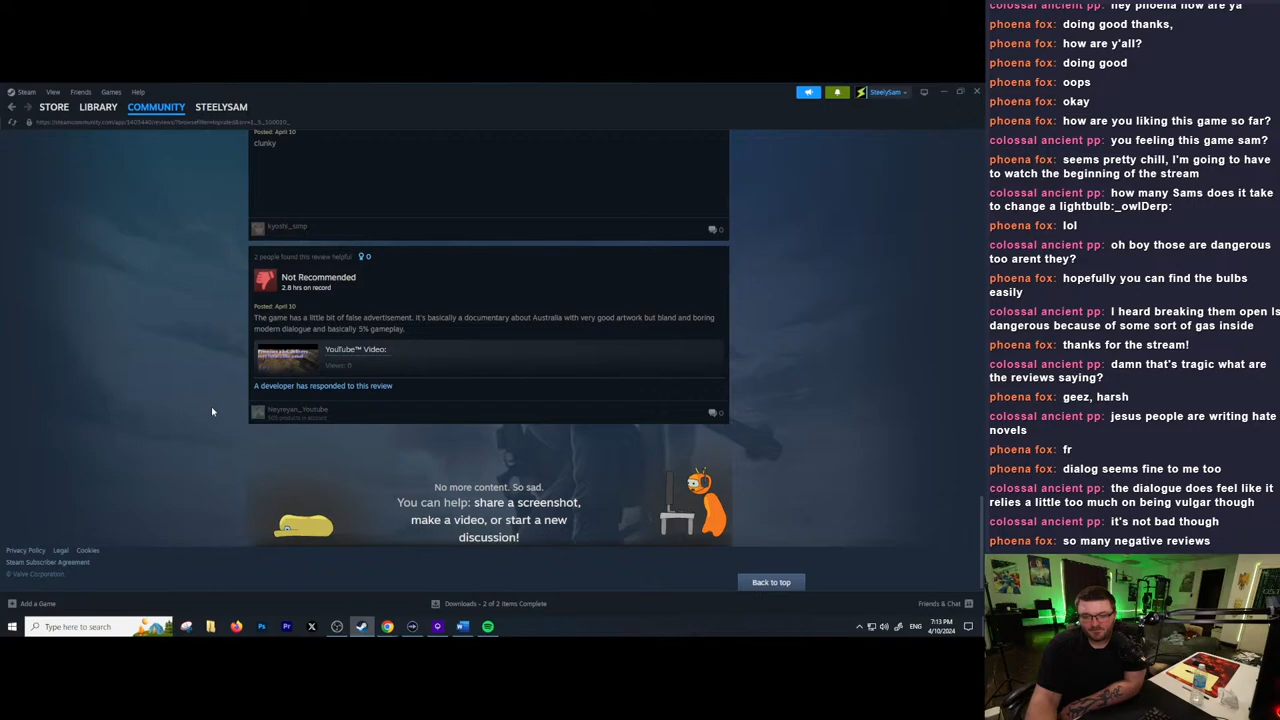 Steam View Friends Games Help
SteelySam
STORE LIBRARY COMMUNITY STEELYSAM
Posted: April 10
clunky
kyoshi_simp
0
2 people found this review helpful 0
Not Recommended
2.8 hrs on record
Posted: April 10
The game has a little bit of false advertisement. It's basically a documentary about Australia with very good artwork but bland and boring
modern dialogue and basically 5% gameplay.
YouTube™ Video:
Views: 0
A developer has responded to this review
Neyreyan_Youtube
0
No more content. So sad.
You can help: share a screenshot,
make a video, or start a new
discussion!
Privacy Policy Legal Cookies
Steam Subscriber Agreement
© Valve Corporation.
Back to top
Add a Game
Downloads - 2 of 2 Items Complete
Friends & Chat
Type here to search
ENG
7:13 PM
4/10/2024
colossal ancient pp: hey phoena how are ya
phoena fox: doing good thanks,
phoena fox: how are y'all?
phoena fox: doing good
phoena fox: oops
phoena fox: okay
phoena fox: how are you liking this game so far?
colossal ancient pp: you feeling this game sam?
phoena fox: seems pretty chill, I'm going to have
to watch the beginning of the stream
colossal ancient pp: how many Sams does it take
to change a lightbulb:_owlDerp:
phoena fox: lol
colossal ancient pp: oh boy those are dangerous
too arent they?
phoena fox: hopefully you can find the bulbs
easily
colossal ancient pp: I heard breaking them open is
dangerous because of some sort of gas inside
phoena fox: thanks for the stream!
colossal ancient pp: damn that's tragic what are
the reviews saying?
phoena fox: geez, harsh
colossal ancient pp: jesus people are writing hate
novels
phoena fox: fr
phoena fox: dialog seems fine to me too
colossal ancient pp: the dialogue does feel like it
relies a little too much on being vulgar though
colossal ancient pp: it's not bad though
phoena fox: so many negative reviews